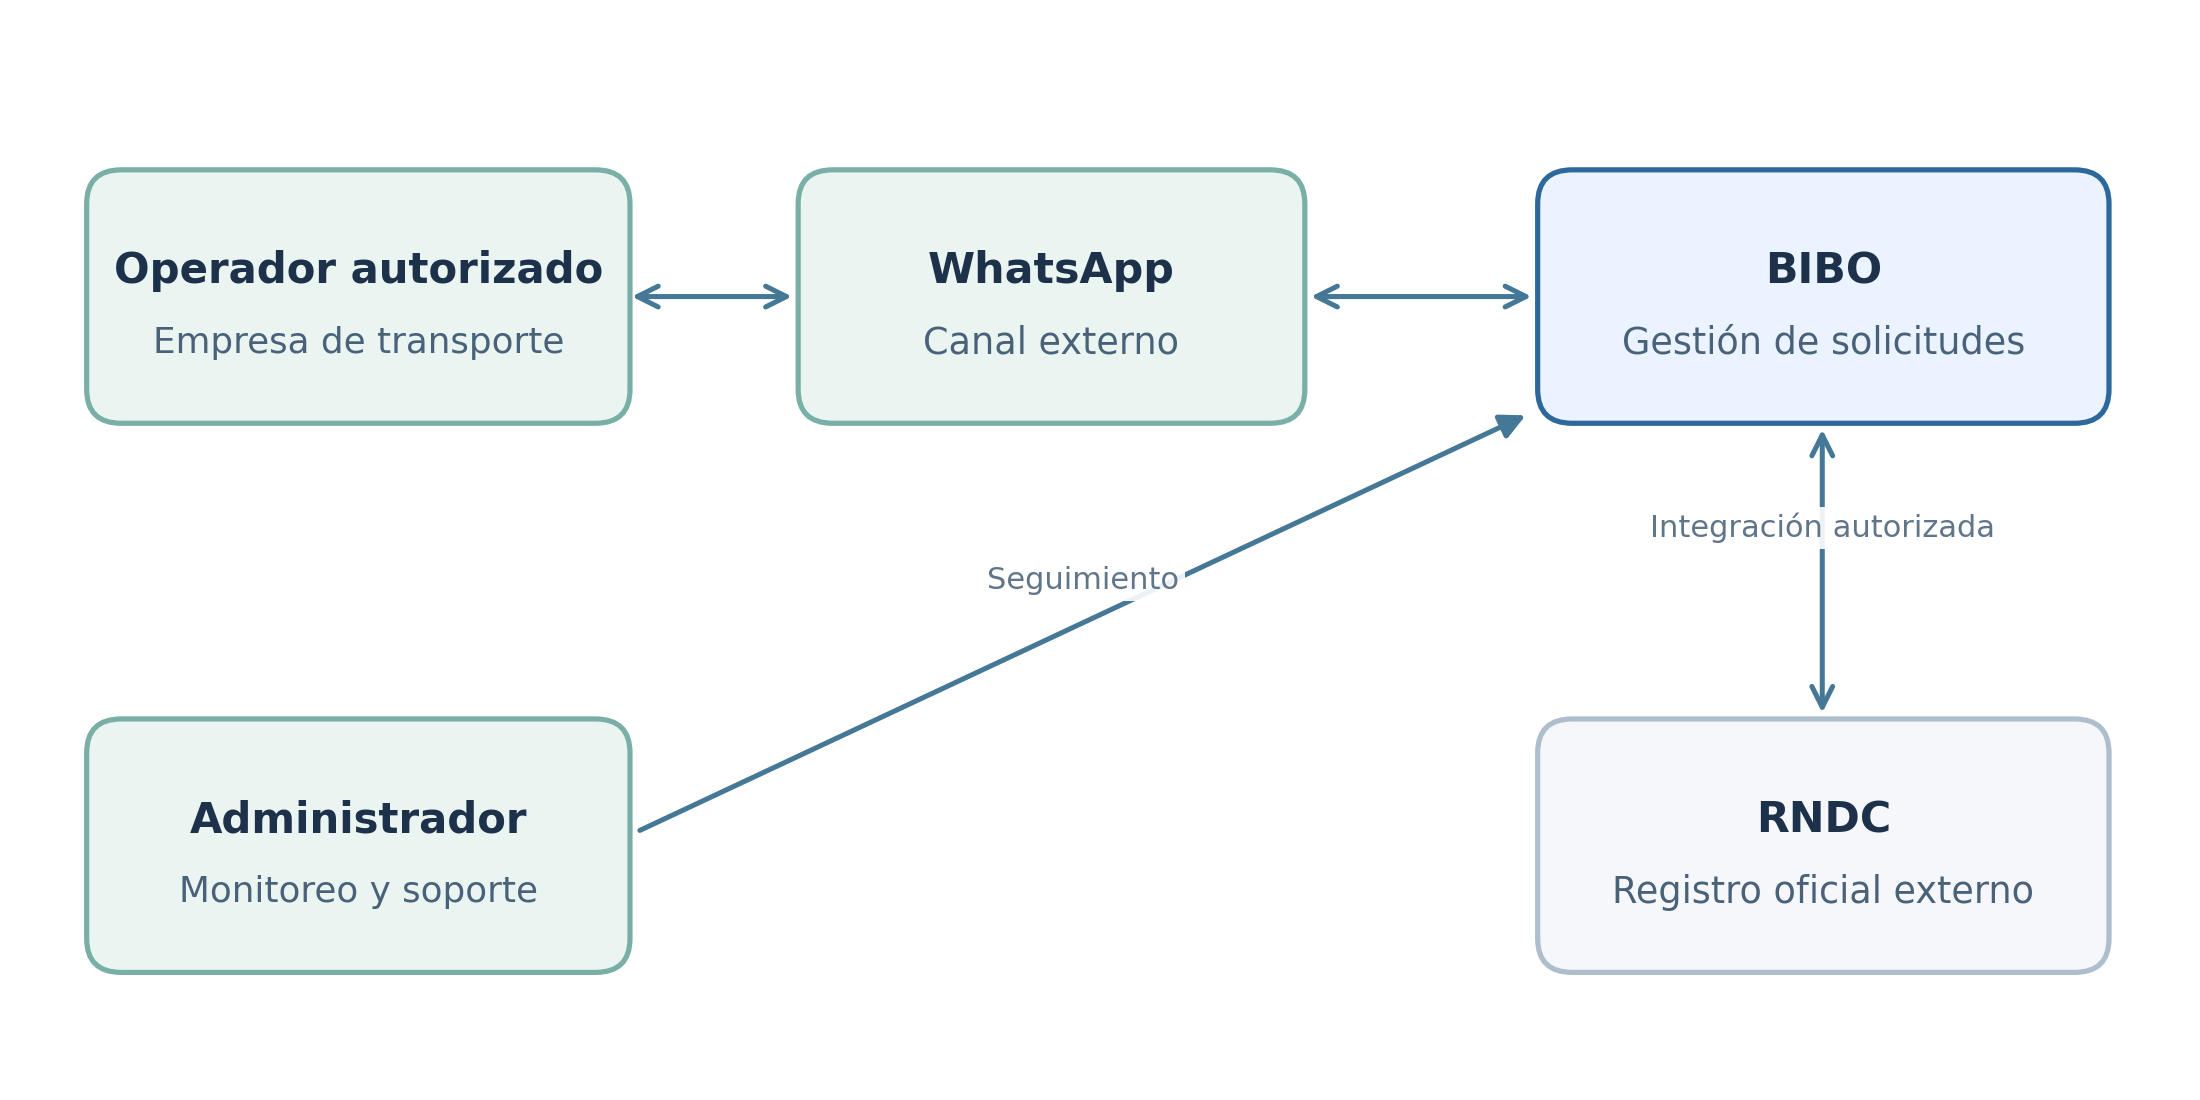 Operador autorizado
Empresa de transporte
WhatsApp
Canal externo
BIBO
Gestión de solicitudes
Integración autorizada
Seguimiento
Administrador
Monitoreo y soporte
RNDC
Registro oficial externo